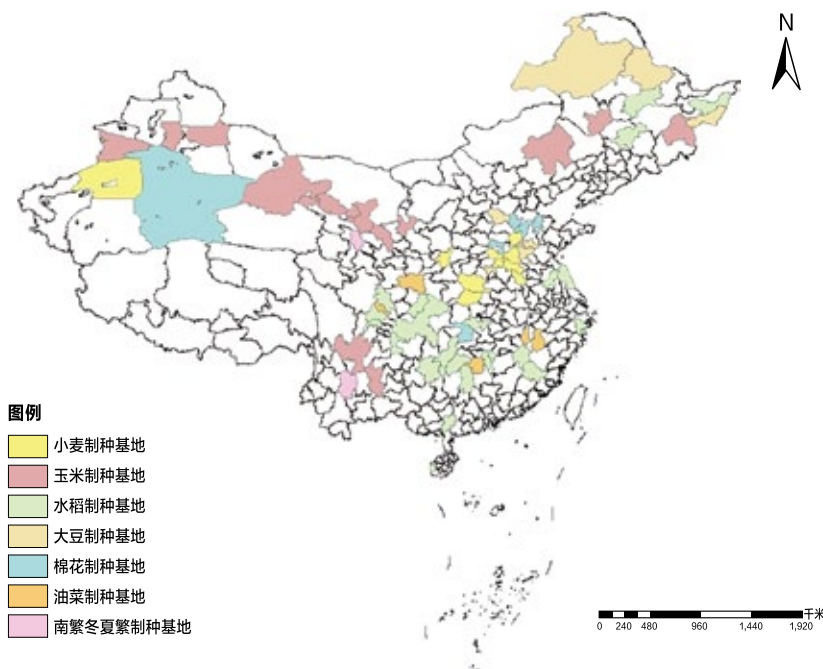 N
图例
小麦制种基地
玉米制种基地
水稻制种基地
大豆制种基地
棉花制种基地
油菜制种基地
南繁冬夏繁制种基地
千米
0 240 480 960 1,440 1,920